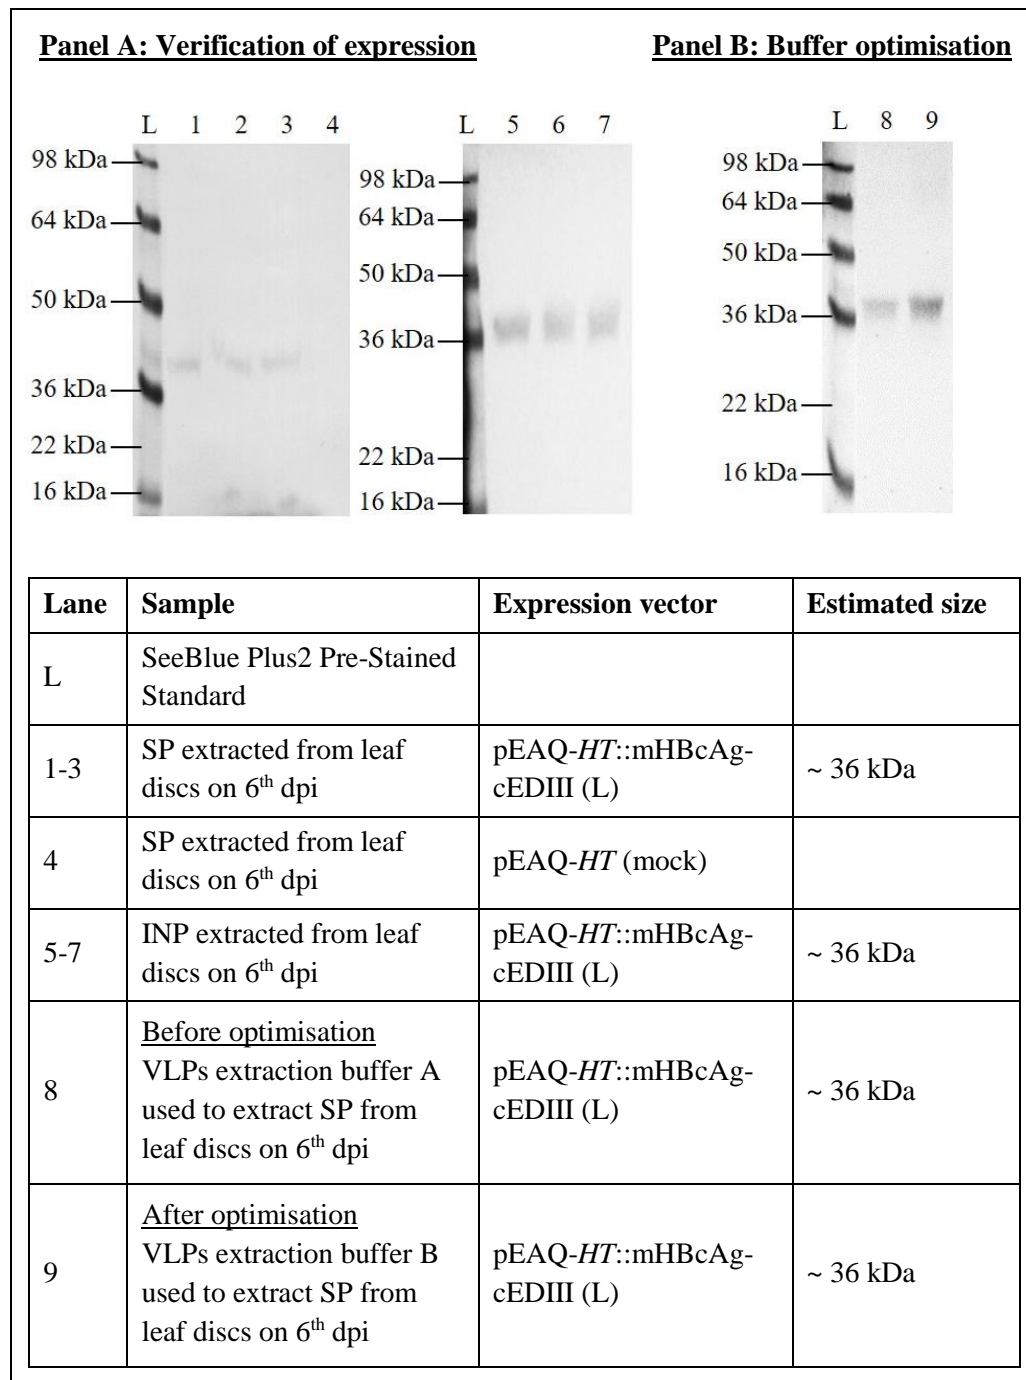 Panel A: Verification of expression
Panel B: Buffer optimisation
L 1 2 3 4
98 kDa
64 kDa
50 kDa
36 kDa
22 kDa
16 kDa
L 5 6 7
98 kDa
64 kDa
50 kDa
36 kDa
22 kDa
16 kDa
L 8 9
98 kDa
64 kDa
50 kDa
36 kDa
22 kDa
16 kDa
Lane Sample Expression vector Estimated size
L SeeBlue Plus2 Pre-Stained
Standard
1-3 SP extracted from leaf
discs on 6th dpi
pEAQ-HT::mHBcAg-
cEDIII (L)
~ 36 kDa
4 SP extracted from leaf
discs on 6th dpi
pEAQ-HT (mock)
5-7 INP extracted from leaf
discs on 6th dpi
pEAQ-HT::mHBcAg-
cEDIII (L)
~ 36 kDa
8 Before optimisation
VLPs extraction buffer A
used to extract SP from
leaf discs on 6th dpi
pEAQ-HT::mHBcAg-
cEDIII (L)
~ 36 kDa
9 After optimisation
VLPs extraction buffer B
used to extract SP from
leaf discs on 6th dpi
pEAQ-HT::mHBcAg-
cEDIII (L)
~ 36 kDa